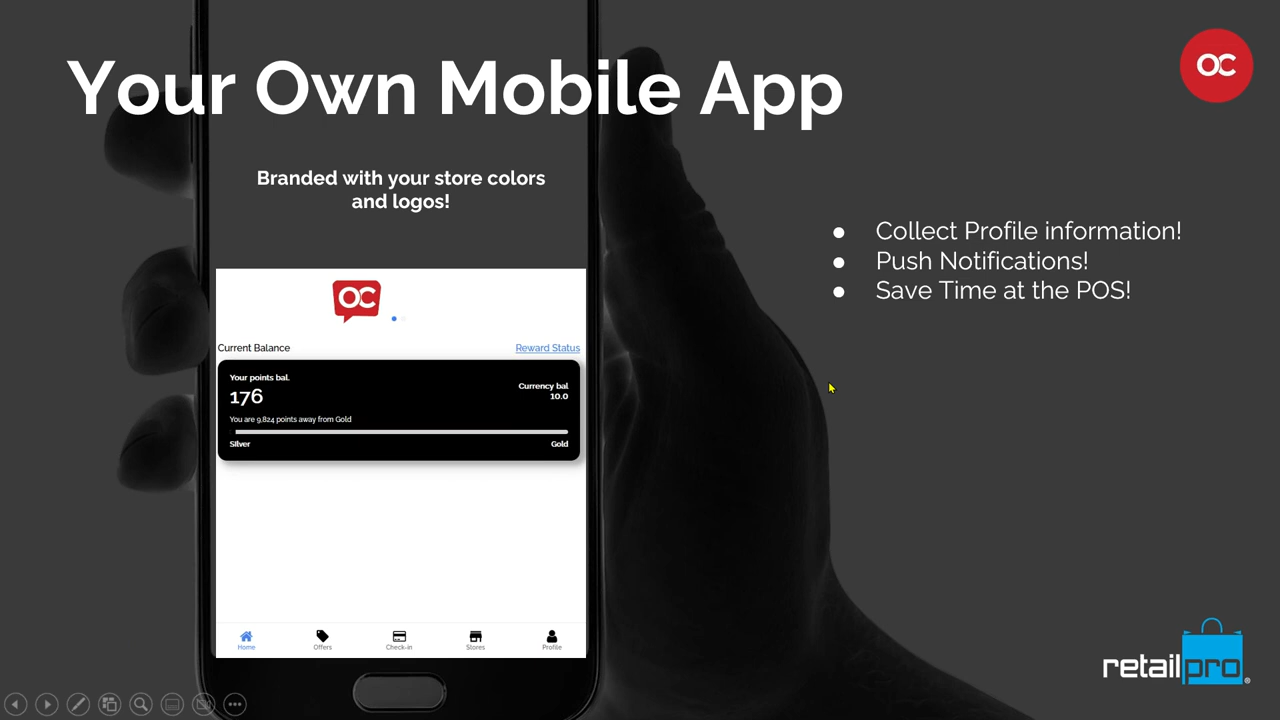 Your Own Mobile App
OC
Branded with your store colors
and logos!
● Collect Profile information!
● Push Notifications!
● Save Time at the POS!
OC
Current Balance
Reward Status
Your points bal.
176
Currency bal
10.0
You are 9,824 points away from Gold
Silver
Gold
Home
Offers
Check-in
Stores
Profile
retail pro®